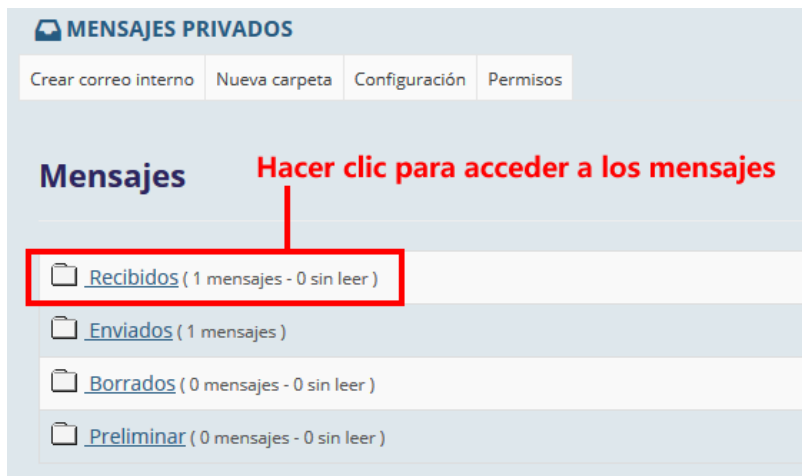 MENSAJES PRIVADOS
Crear correo interno Nueva carpeta Configuración Permisos
Mensajes Hacer clic para acceder a los mensajes
Recibidos ( 1 mensajes - 0 sin leer )
Enviados ( 1 mensajes )
Borrados ( 0 mensajes - 0 sin leer )
Preliminar ( 0 mensajes - 0 sin leer )